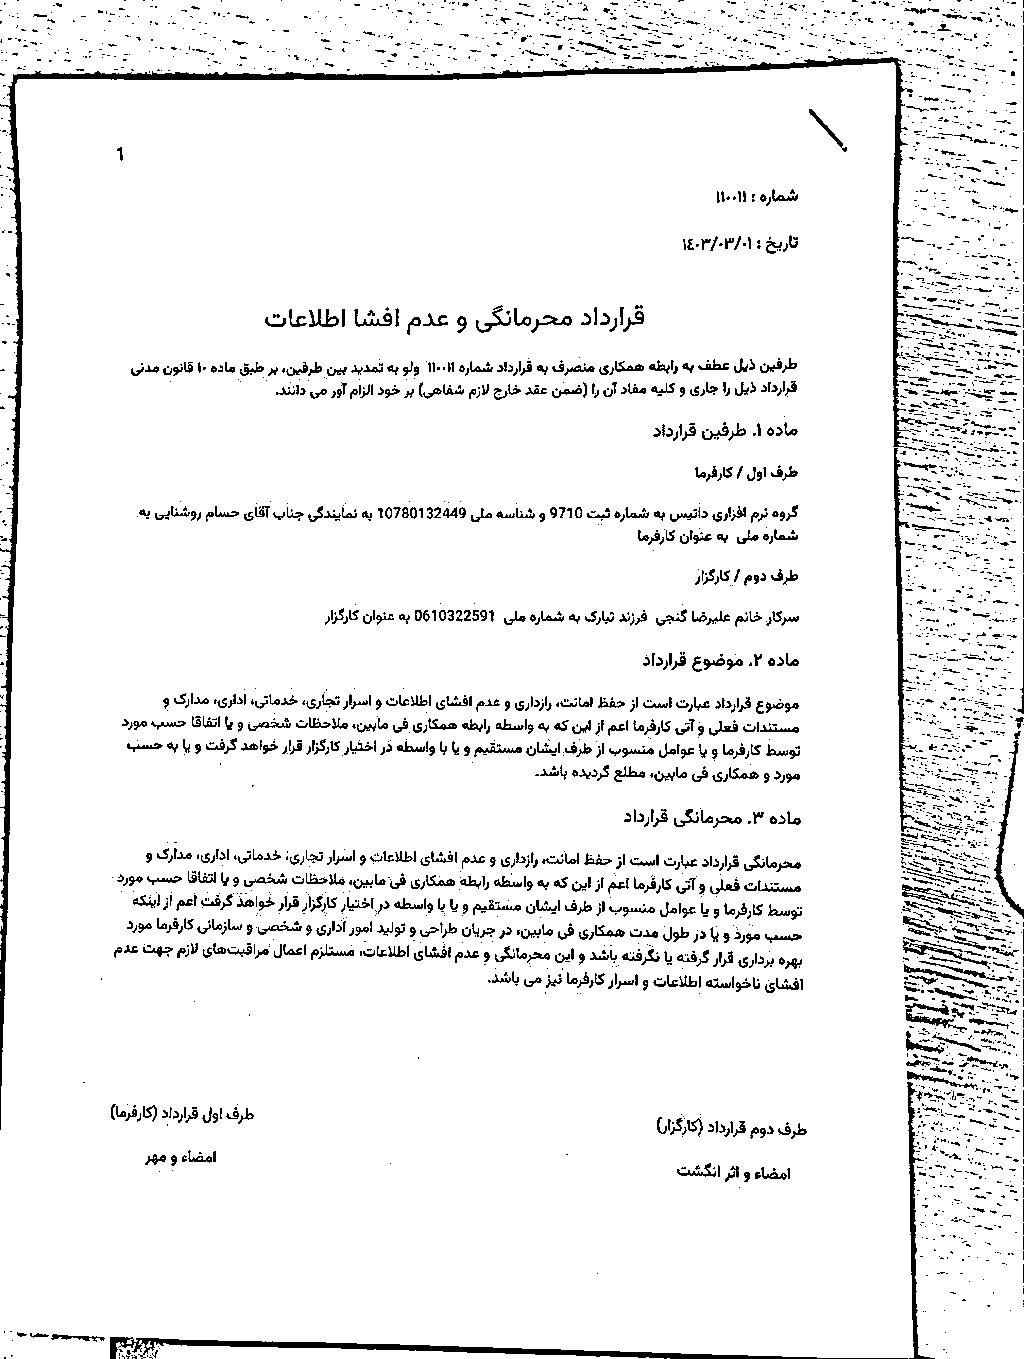 1
شماره : ۱۱۰۰۱۱
تاریخ : ۱٤۰۳/۰۳/۰۱
قرارداد محرمانگی و عدم افشا اطلاعات
طرفین ذیل عطف به رابطه همکاری منصرف به قرارداد شماره ۱۱۰۰۱۱ ولو به تمدید بین طرفین، بر طبق ماده ۱۰ قانون مدنی
قرارداد ذیل را جاری و کلیه مفاد آن را (ضمن عقد خارج لازم شفاهی) بر خود الزام آور می دانند.
ماده ۱. طرفین قرارداد
طرف اول / کارفرما
گروه نرم افزاری داتیس به شماره ثبت 9710 و شناسه ملی 10780132449 به نمایندگی جناب آقای حسام روشنایی به
شماره ملی به عنوان کارفرما
طرف دوم / کارگزار
سرکار خانم علیرضا گنجی فرزند تبارک به شماره ملی 0610322591 به عنوان کارگزار
ماده ۲. موضوع قرارداد
موضوع قرارداد عبارت است از حفظ امانت، رازداری و عدم افشای اطلاعات و اسرار تجاری، خدماتی، اداری، مدارک و
مستندات فعلی و آتی کارفرما اعم از این که به واسطه رابطه همکاری فی مابین، ملاحظات شخصی و یا اتفاقا حسب مورد
توسط کارفرما و یا عوامل منسوب از طرف ایشان مستقیم و یا با واسطه در اختیار کارگزار قرار خواهد گرفت و یا به حسب
مورد و همکاری فی مابین، مطلع گردیده باشد.
ماده ۳. محرمانگی قرارداد
محرمانگی قرارداد عبارت است از حفظ امانت، رازداری و عدم افشای اطلاعات و اسرار تجاری، خدماتی، اداری، مدارک و
مستندات فعلی و آتی کارفرما اعم از این که به واسطه رابطه همکاری فی مابین، ملاحظات شخصی و یا اتفاقا حسب مورد
توسط کارفرما و یا عوامل منسوب از طرف ایشان مستقیم و یا با واسطه در اختیار کارگزار قرار خواهد گرفت اعم از اینکه
حسب مورد و یا در طول مدت همکاری فی مابین، در جریان طراحی و تولید امور اداری و شخصی و سازمانی کارفرما مورد
بهره برداری قرار گرفته یا نگرفته باشد و این محرمانگی و عدم افشای اطلاعات، مستلزم اعمال مراقبت‌های لازم جهت عدم
افشای ناخواسته اطلاعات و اسرار کارفرما نیز می باشد.
طرف دوم قرارداد (کارگزار)
امضاء و اثر انگشت
طرف اول قرارداد (کارفرما)
امضاء و مهر